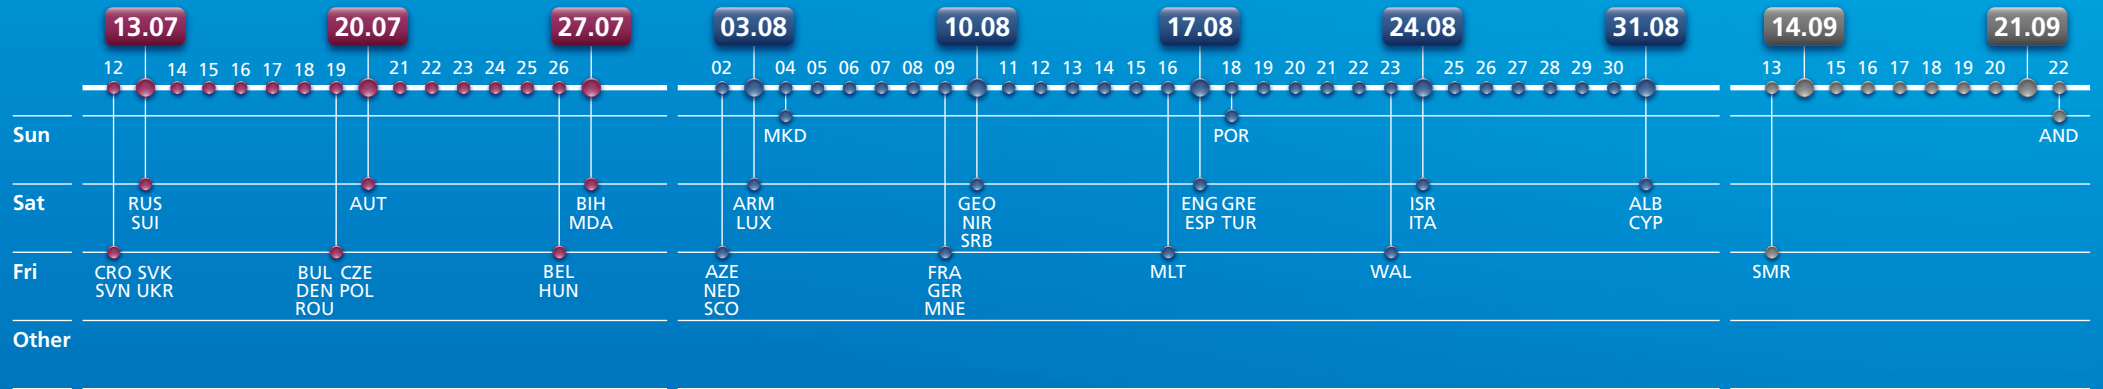 13.07 20.07 27.07 03.08 10.08 17.08 24.08 31.08 14.09 21.09
12 14 15 16 17 18 19 21 22 23 24 25 26 02 04 05 06 07 08 09 11 12 13 14 15 16 18 19 20 21 22 23 25 26 27 28 29 30 13 15 16 17 18 19 20 22
Sun MKD POR AND
Sat RUS AUT BIH ARM GEO ENG GRE ISR ALB
SUI MDA LUX NIR ESP TUR ITA CYP
SRB
Fri CRO SVK BUL CZE BEL AZE FRA MLT WAL SMR
SVN UKR DEN POL HUN NED GER
ROU SCO MNE
Other